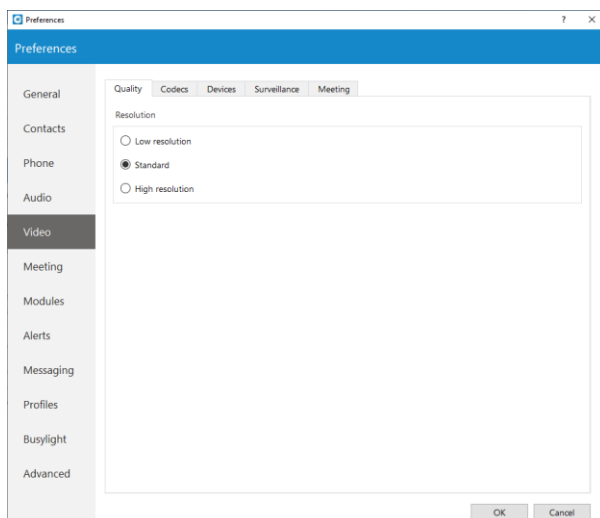 Preferences
?
Preferences
General
Contacts
Phone
Audio
Video
Meeting
Modules
Alerts
Messaging
Profiles
Busylight
Advanced
Quality Codecs Devices Surveillance Meeting
Resolution
Low resolution
Standard
High resolution
OK Cancel